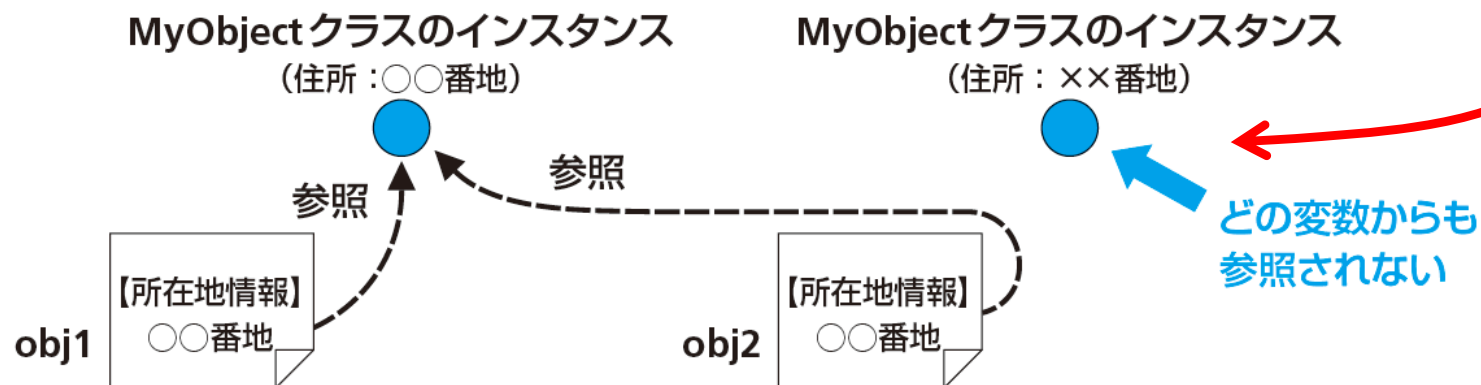 MyObjectクラスのインスタンス
(住所:○○番地)
MyObjectクラスのインスタンス
(住所:××番地)
参照
参照
どの変数からも
参照されない
obj1
【所在地情報】
○○番地
obj2
【所在地情報】
○○番地